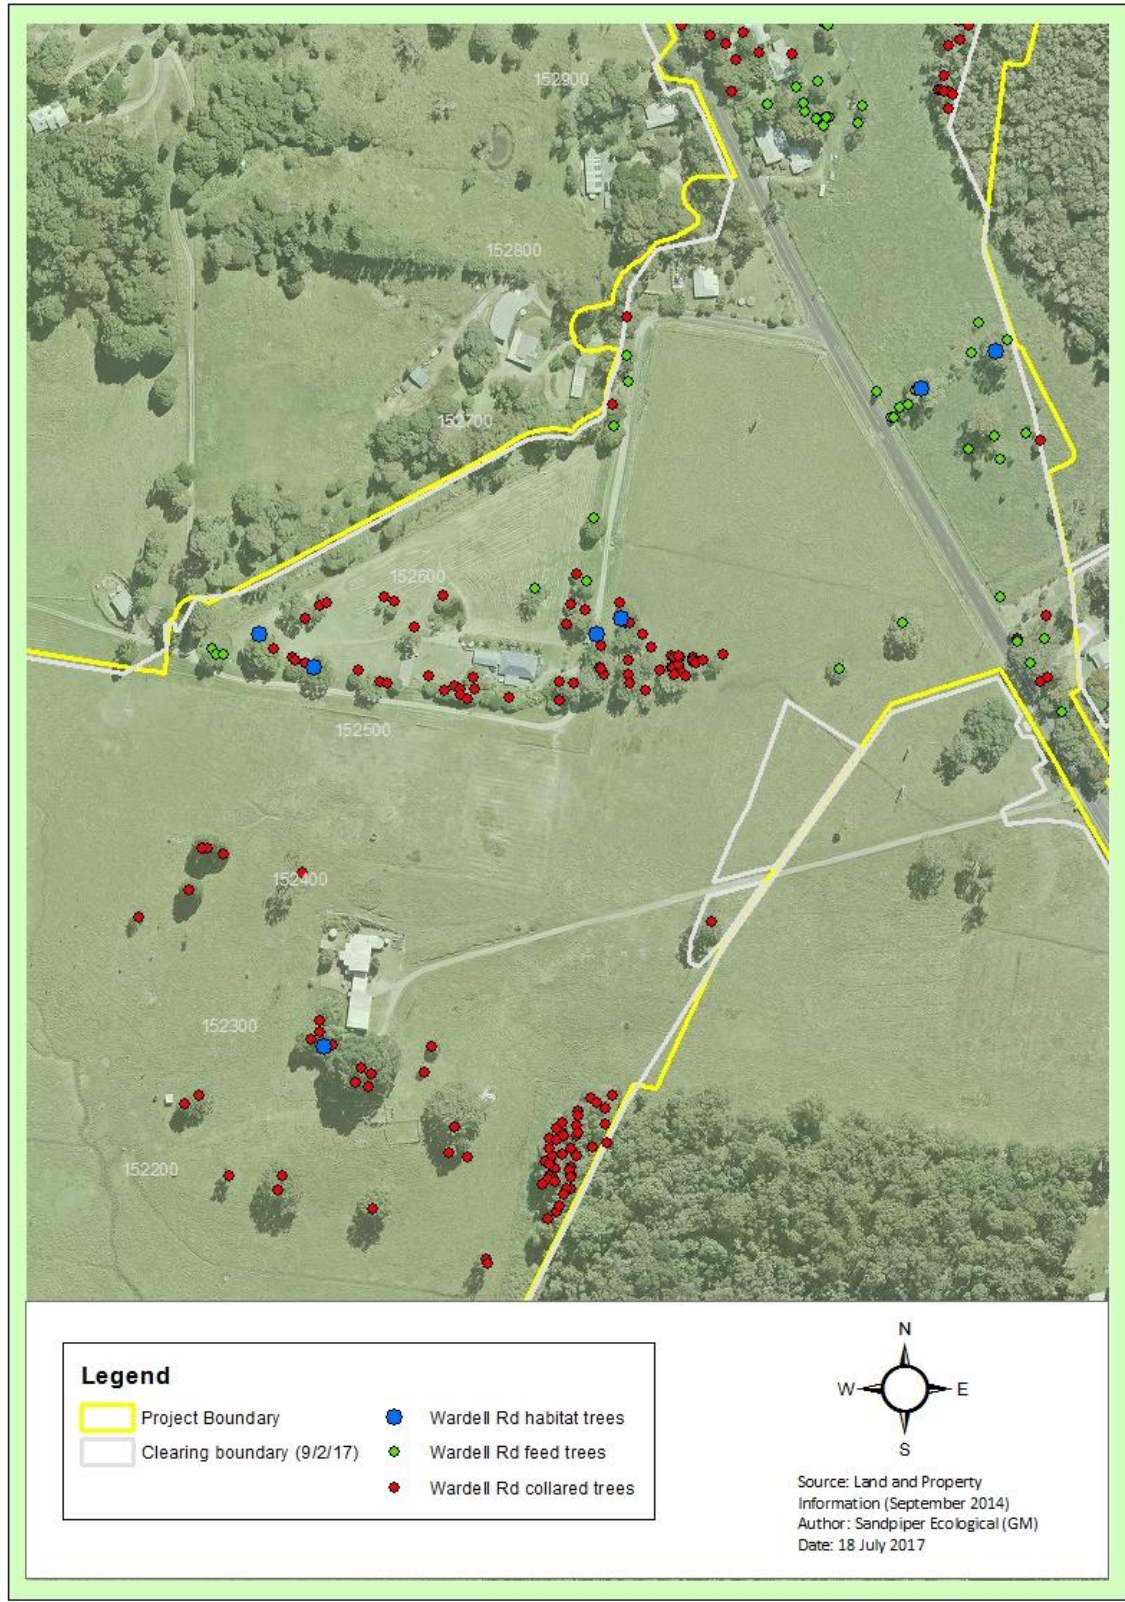 152900
152800
152700
152600
152500
152400
152300
152200
Legend
Project Boundary
Clearing boundary (9/2/17)
Wardell Rd habitat trees
Wardell Rd feed trees
Wardell Rd collared trees
N
W
E
S
Source: Land and Property
Information (September 2014)
Author: Sandpiper Ecological (GM)
Date: 18 July 2017